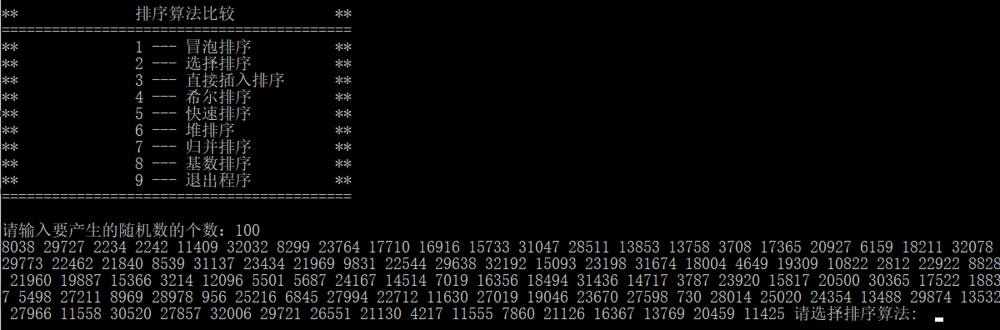 ** 排序算法比较 **
==========================================
** 1 --- 冒泡排序 **
** 2 --- 选择排序 **
** 3 --- 直接插入排序 **
** 4 --- 希尔排序 **
** 5 --- 快速排序 **
** 6 --- 堆排序 **
** 7 --- 归并排序 **
** 8 --- 基数排序 **
** 9 --- 退出程序 **
==========================================
请输入要产生的随机数的个数：100
8038 29727 2234 2242 11409 32032 8299 23764 17710 16916 15733 31047 28511 13853 13758 3708 17365 20927 6159 18211 32078
29773 22462 21840 8539 31137 23434 21969 9831 22544 29638 32192 15093 23198 31674 18004 4649 19309 10822 2812 22922 8828
21960 19887 15366 3214 12096 5501 5687 24167 14514 7019 16356 18494 31436 14717 3787 23920 15817 20500 30365 17522 1883
7 5498 27211 8969 28978 956 25216 6845 27994 22712 11630 27019 19046 23670 27598 730 28014 25020 24354 13488 29874 13532
27966 11558 30520 27857 32006 29721 26551 21130 4217 11555 7860 21126 16367 13769 20459 11425 请选择排序算法: _